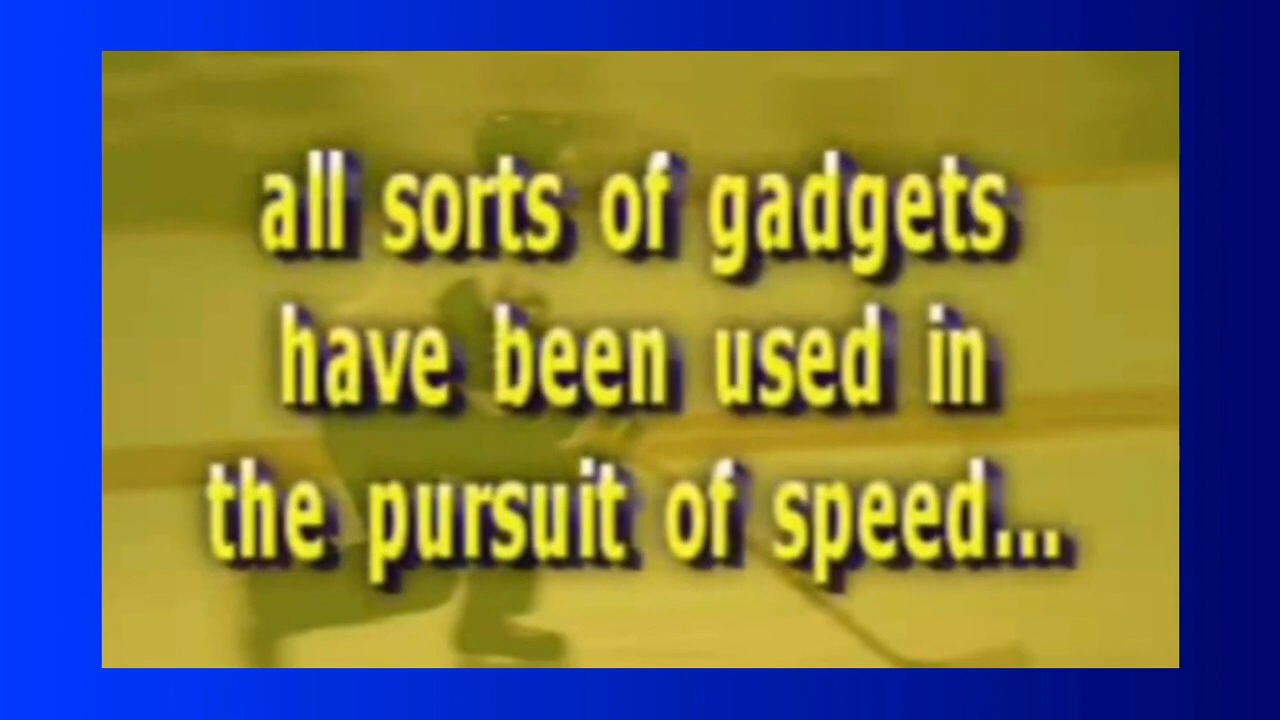 all sorts of gadgets
have been used in
the pursuit of speed...